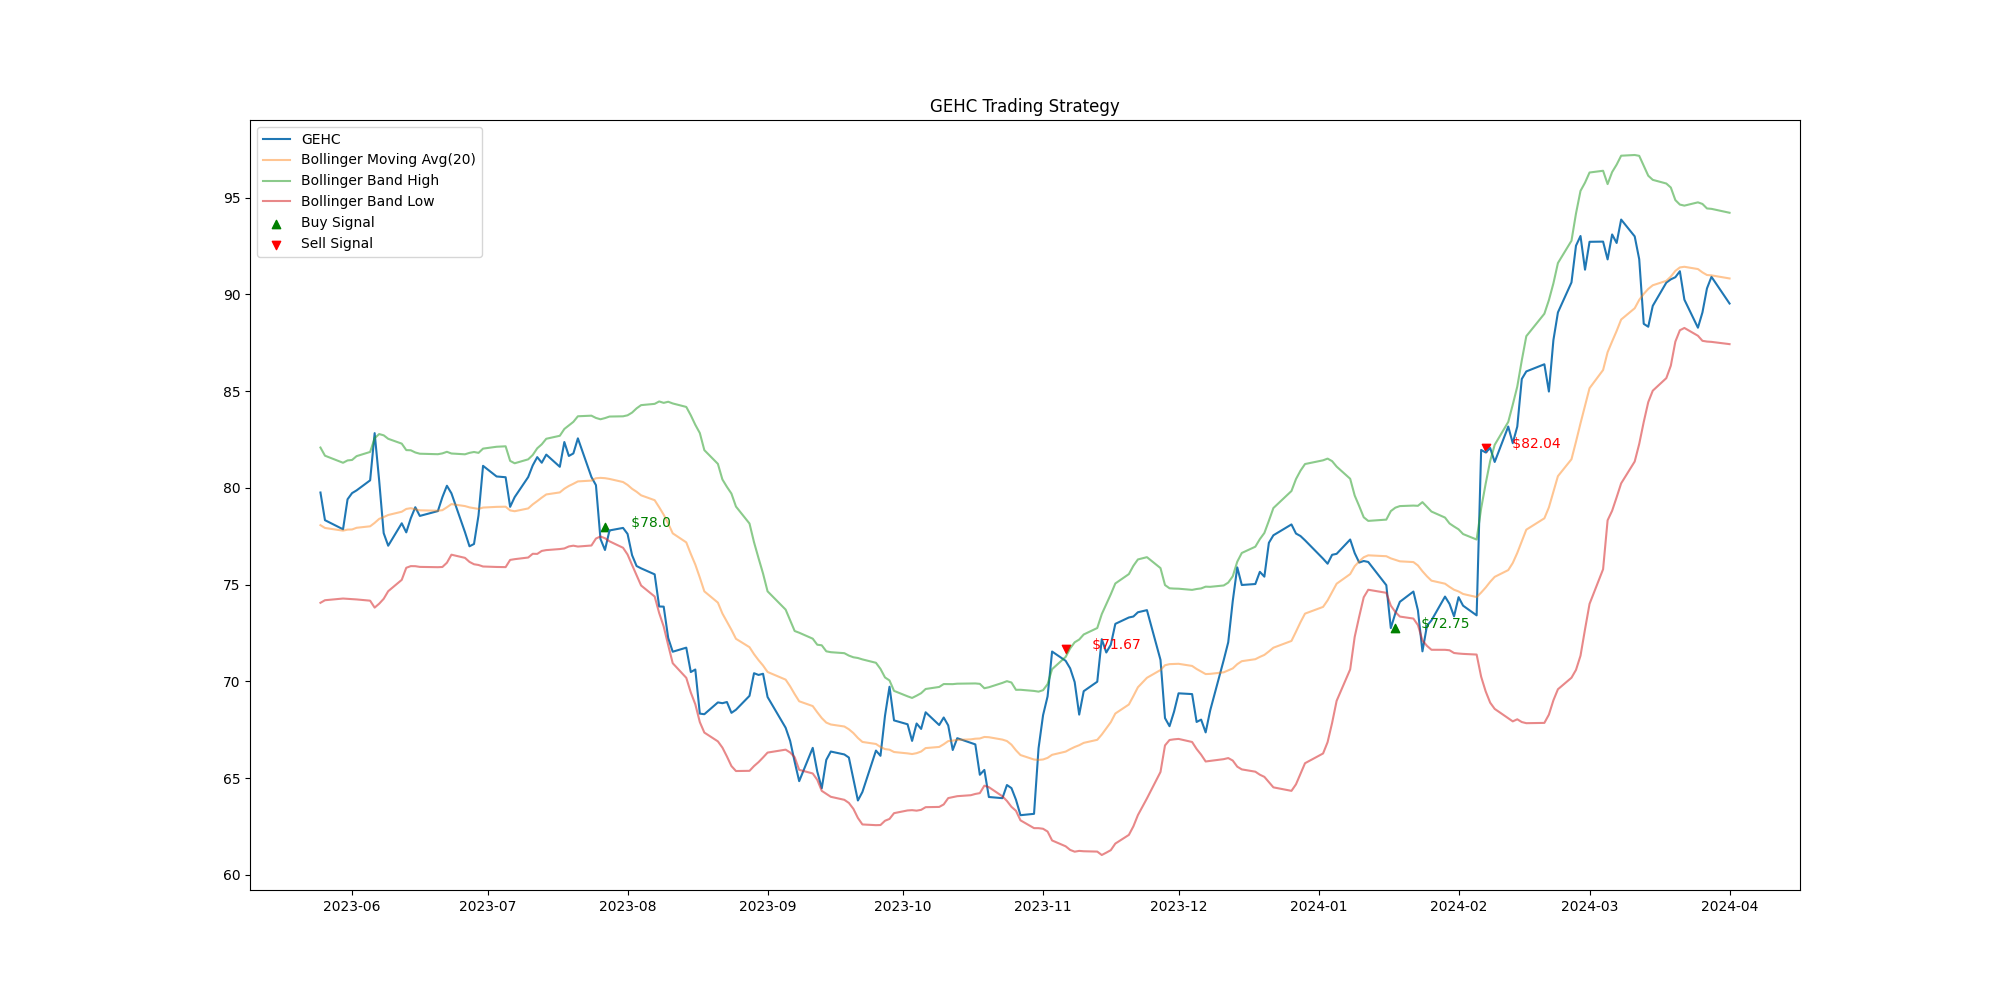 GEHC Trading Strategy
GEHC
Bollinger Moving Avg(20)
Bollinger Band High
Bollinger Band Low
Buy Signal
Sell Signal
95
90
85
80
75
70
65
60
$78.0
$71.67
$72.75
$82.04
2023-06 2023-07 2023-08 2023-09 2023-10 2023-11 2023-12 2024-01 2024-02 2024-03 2024-04